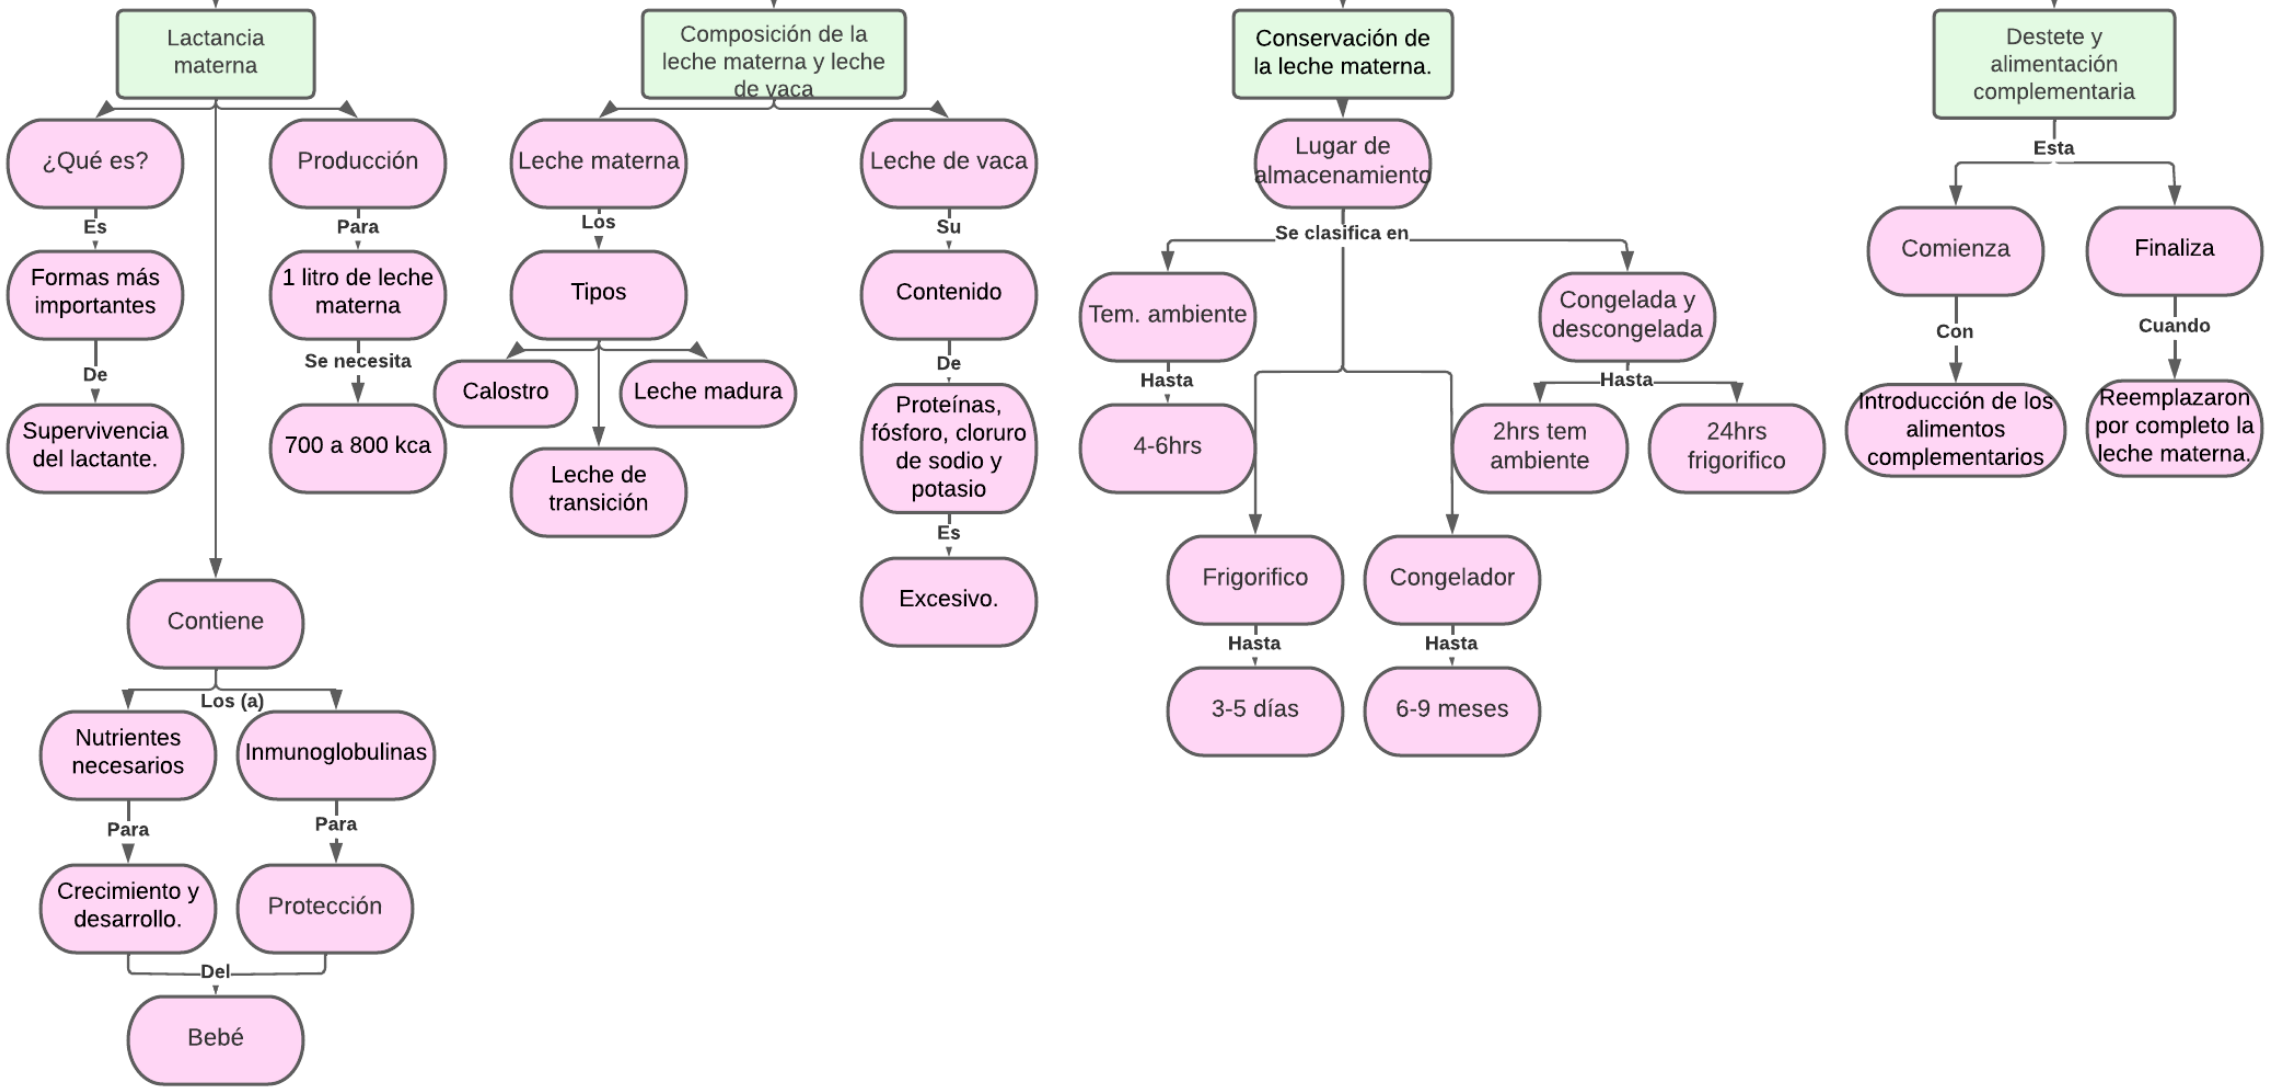 Lactancia
materna
¿Qué es?
Es
Formas más
importantes
De
Supervivencia
del lactante.
Producción
Para
1 litro de leche
materna
Se necesita
700 a 800 kca
Contiene
Los (a)
Nutrientes
necesarios
Para
Crecimiento y
desarrollo.
Inmunoglobulinas
Para
Protección
Del
Bebé
Composición de la
leche materna y leche
de vaca
Leche materna
Los
Tipos
Calostro
Leche de
transición
Leche madura
Leche de vaca
Su
Contenido
De
Proteínas,
fósforo, cloruro
de sodio y
potasio
Es
Excesivo.
Conservación de
la leche materna.
Lugar de
almacenamiento
Se clasifica en
Tem. ambiente
Hasta
4-6hrs
Frigorifico
Hasta
3-5 días
Congelador
Hasta
6-9 meses
Congelada y
descongelada
Hasta
2hrs tem
ambiente
24hrs
frigorifico
Destete y
alimentación
complementaria
Esta
Comienza
Con
Introducción de los
alimentos
complementarios
Finaliza
Cuando
Reemplazaron
por completo la
leche materna.